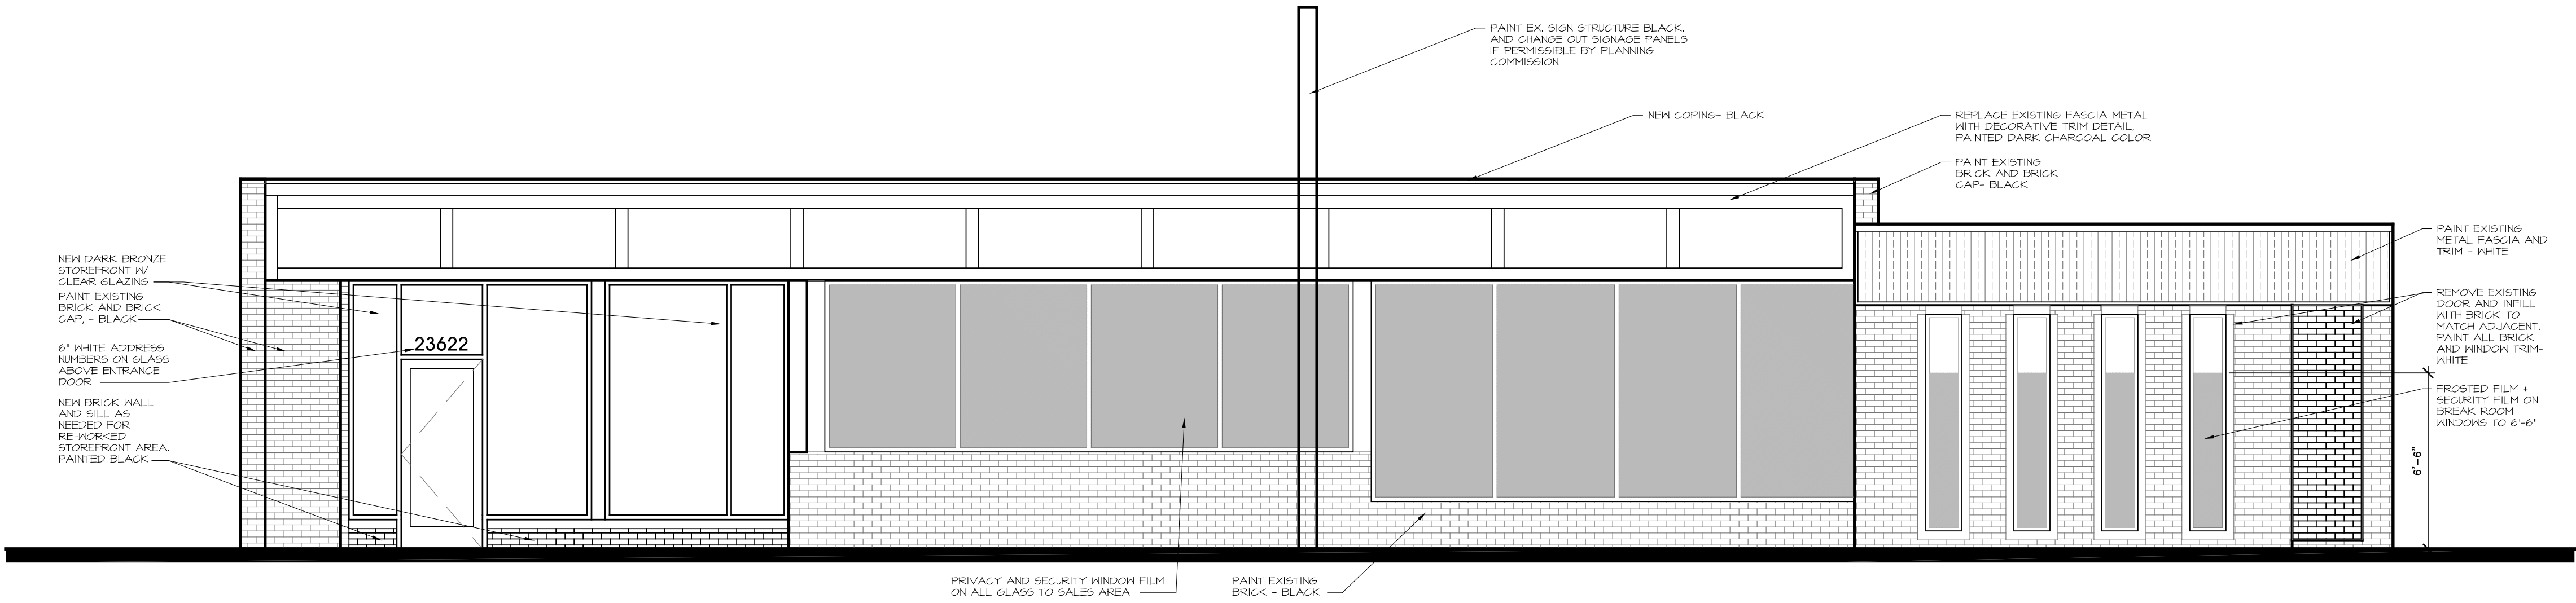 PAINT EX. SIGN STRUCTURE BLACK,
AND CHANGE OUT SIGNAGE PANELS
IF PERMISSIBLE BY PLANNING
COMMISSION
NEW COPING- BLACK
REPLACE EXISTING FASCIA METAL
WITH DECORATIVE TRIM DETAIL,
PAINTED DARK CHARCOAL COLOR
PAINT EXISTING
BRICK AND BRICK
CAP- BLACK
PAINT EXISTING
METAL FASCIA AND
TRIM - WHITE
REMOVE EXISTING
DOOR AND INFILL
WITH BRICK TO
MATCH ADJACENT.
PAINT ALL BRICK
AND WINDOW TRIM-
WHITE
FROSTED FILM +
SECURITY FILM ON
BREAK ROOM
WINDOWS TO 6'-6"
6'-6"
NEW DARK BRONZE
STOREFRONT W/
CLEAR GLAZING
PAINT EXISTING
BRICK AND BRICK
CAP, - BLACK
6" WHITE ADDRESS
NUMBERS ON GLASS
ABOVE ENTRANCE
DOOR
NEW BRICK WALL
AND SILL AS
NEEDED FOR
RE-WORKED
STOREFRONT AREA.
PAINTED BLACK
23622
PRIVACY AND SECURITY WINDOW FILM
ON ALL GLASS TO SALES AREA
PAINT EXISTING
BRICK - BLACK